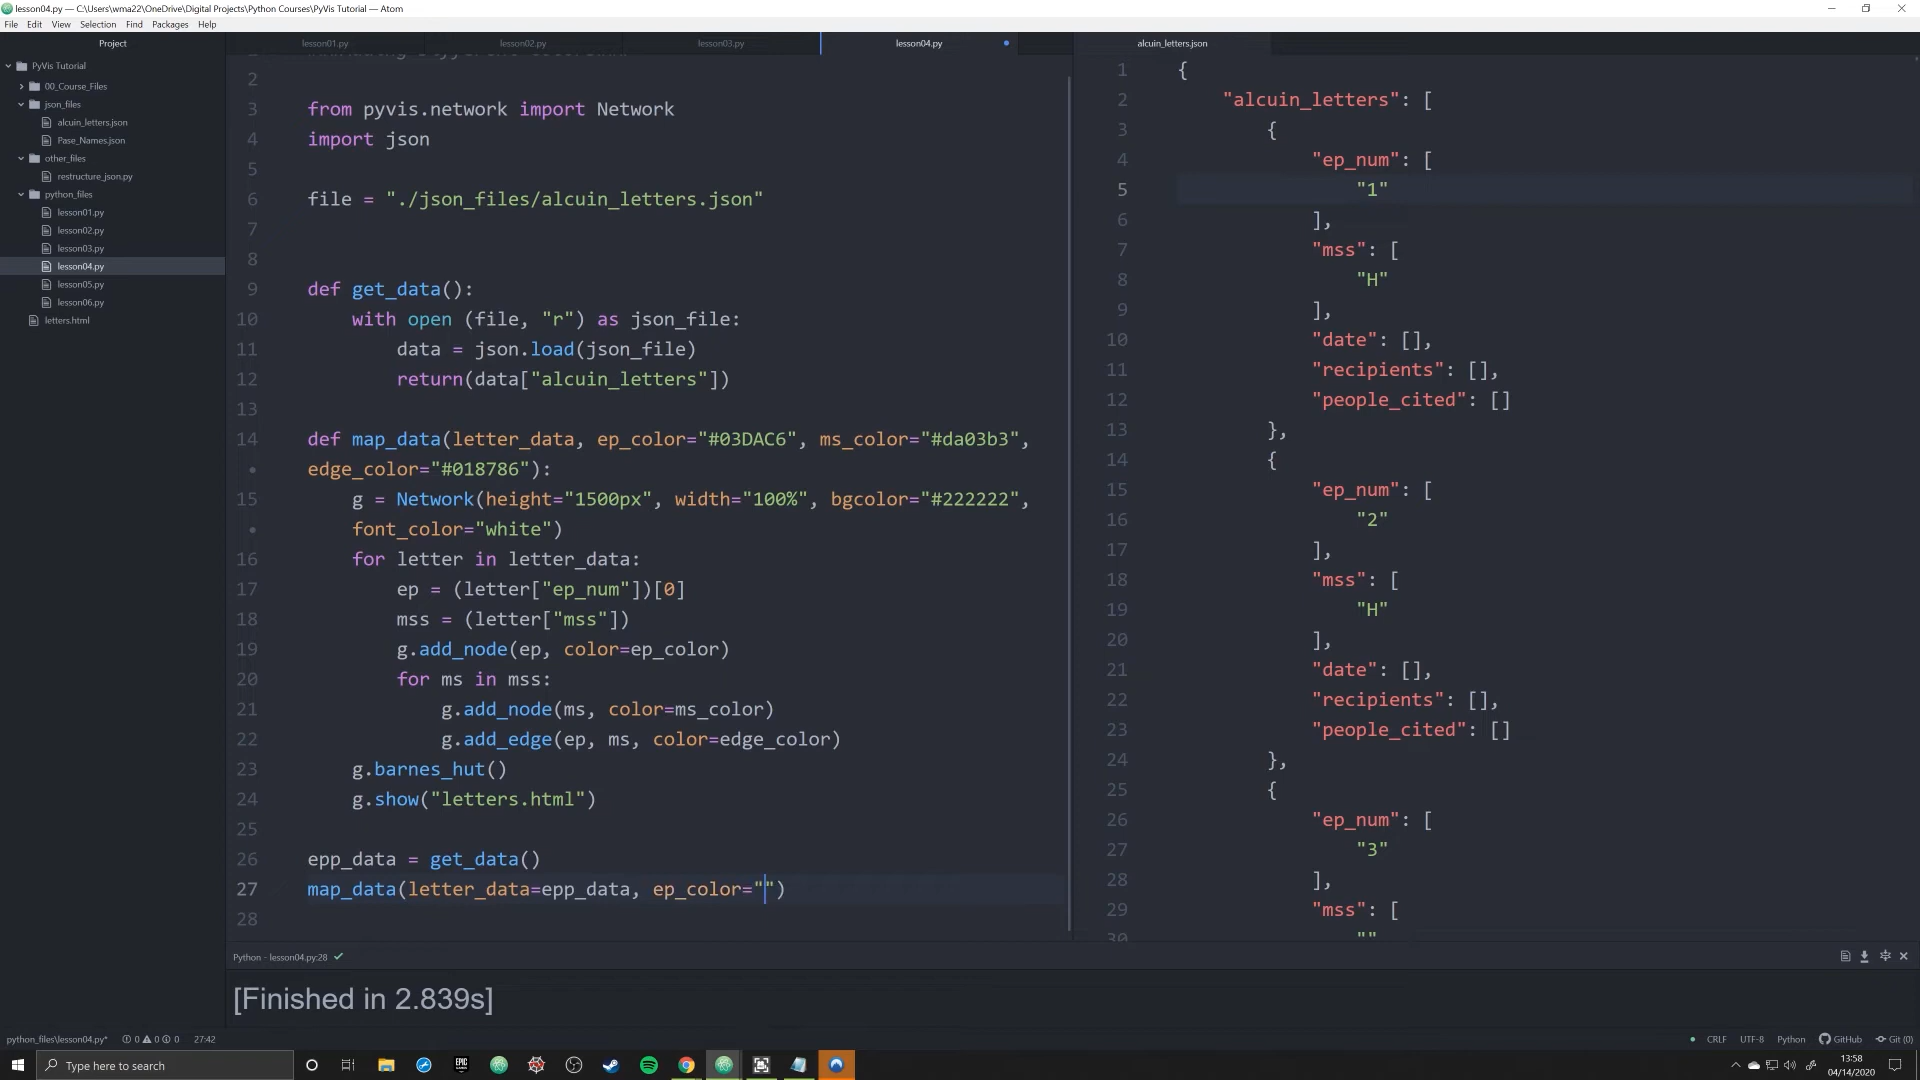 lesson04.py — C:\Users\wma22\OneDrive\Digital Projects\Python Courses\PyVis Tutorial — Atom
File Edit View Selection Find Packages Help
Project
PyVis Tutorial
00_Course_Files
json_files
alcuin_letters.json
Pase_Names.json
other_files
restructure_json.py
python_files
lesson01.py
lesson02.py
lesson03.py
lesson04.py
lesson05.py
lesson06.py
letters.html
lesson01.py lesson02.py lesson03.py lesson04.py
2
3 from pyvis.network import Network
4 import json
5
6 file = "./json_files/alcuin_letters.json"
7
8
9 def get_data():
10 with open (file, "r") as json_file:
11 data = json.load(json_file)
12 return(data["alcuin_letters"])
13
14 def map_data(letter_data, ep_color="#03DAC6", ms_color="#da03b3",
• edge_color="#018786"):
15 g = Network(height="1500px", width="100%", bgcolor="#222222",
• font_color="white")
16 for letter in letter_data:
17 ep = (letter["ep_num"])[0]
18 mss = (letter["mss"])
19 g.add_node(ep, color=ep_color)
20 for ms in mss:
21 g.add_node(ms, color=ms_color)
22 g.add_edge(ep, ms, color=edge_color)
23 g.barnes_hut()
24 g.show("letters.html")
25
26 epp_data = get_data()
27 map_data(letter_data=epp_data, ep_color="")
28
alcuin_letters.json
1 {
2 "alcuin_letters": [
3 {
4 "ep_num": [
5 "1"
6 ],
7 "mss": [
8 "H"
9 ],
10 "date": [],
11 "recipients": [],
12 "people_cited": []
13 },
14 {
15 "ep_num": [
16 "2"
17 ],
18 "mss": [
19 "H"
20 ],
21 "date": [],
22 "recipients": [],
23 "people_cited": []
24 },
25 {
26 "ep_num": [
27 "3"
28 ],
29 "mss": [
30 ""
Python - lesson04.py:28
[Finished in 2.839s]
python_files\lesson04.py* 0 0 0 27:42 CRLF UTF-8 Python GitHub Git (0)
Type here to search
EPIC GAMES
13:58
04/14/2020